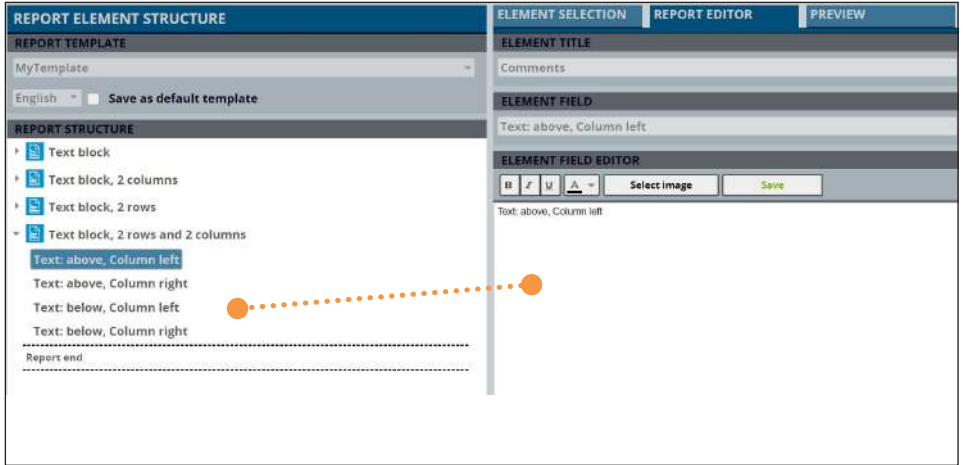 REPORT ELEMENT STRUCTURE
REPORT TEMPLATE
MyTemplate
English
Save as default template
REPORT STRUCTURE
Text block
Text block, 2 columns
Text block, 2 rows
Text block, 2 rows and 2 columns
Text: above, Column left
Text: above, Column right
Text: below, Column left
Text: below, Column right
Report end
ELEMENT SELECTION REPORT EDITOR PREVIEW
ELEMENT TITLE
Comments
ELEMENT FIELD
Text: above, Column left
ELEMENT FIELD EDITOR
B I U A Select image Save
Text: above, Column left